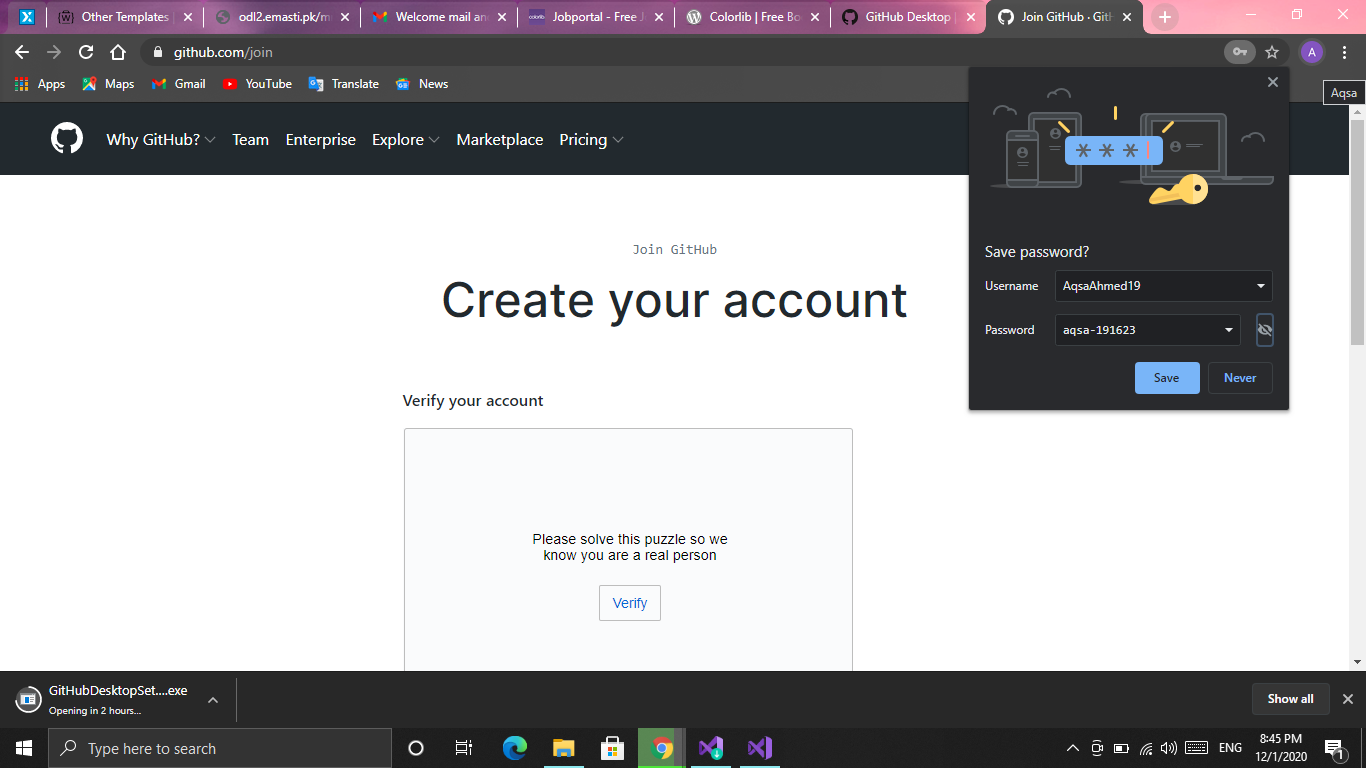 Other Templates
odl2.emasti.pk/m
Welcome mail an
colorlib
Jobportal - Free J
Colorlib | Free Bo
GitHub Desktop |
Join GitHub · GitH
github.com/join
A
Apps
Maps
Gmail
YouTube
Translate
News
Aqsa
Why GitHub?
Team
Enterprise
Explore
Marketplace
Pricing
* * *
Save password?
Username
AqsaAhmed19
Password
aqsa-191623
Save
Never
Join GitHub
Create your account
Verify your account
Please solve this puzzle so we
know you are a real person
Verify
GitHubDesktopSet....exe
Opening in 2 hours...
Show all
Type here to search
ENG
8:45 PM
12/1/2020
1